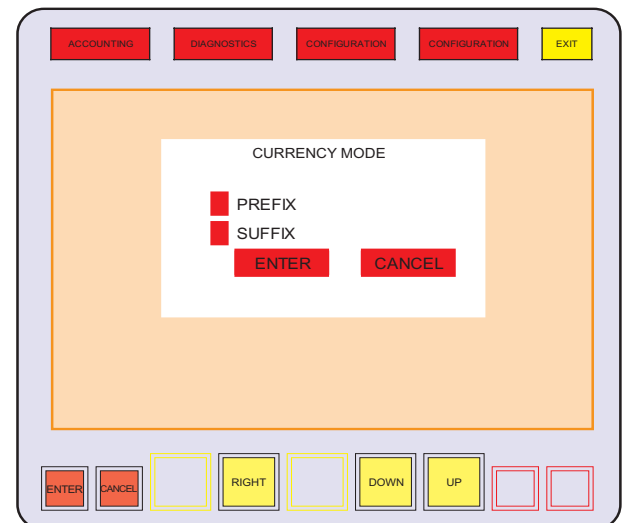 ACCOUNTING DIAGNOSTICS CONFIGURATION CONFIGURATION EXIT
CURRENCY MODE
PREFIX
SUFFIX
ENTER CANCEL
ENTER CANCEL RIGHT DOWN UP